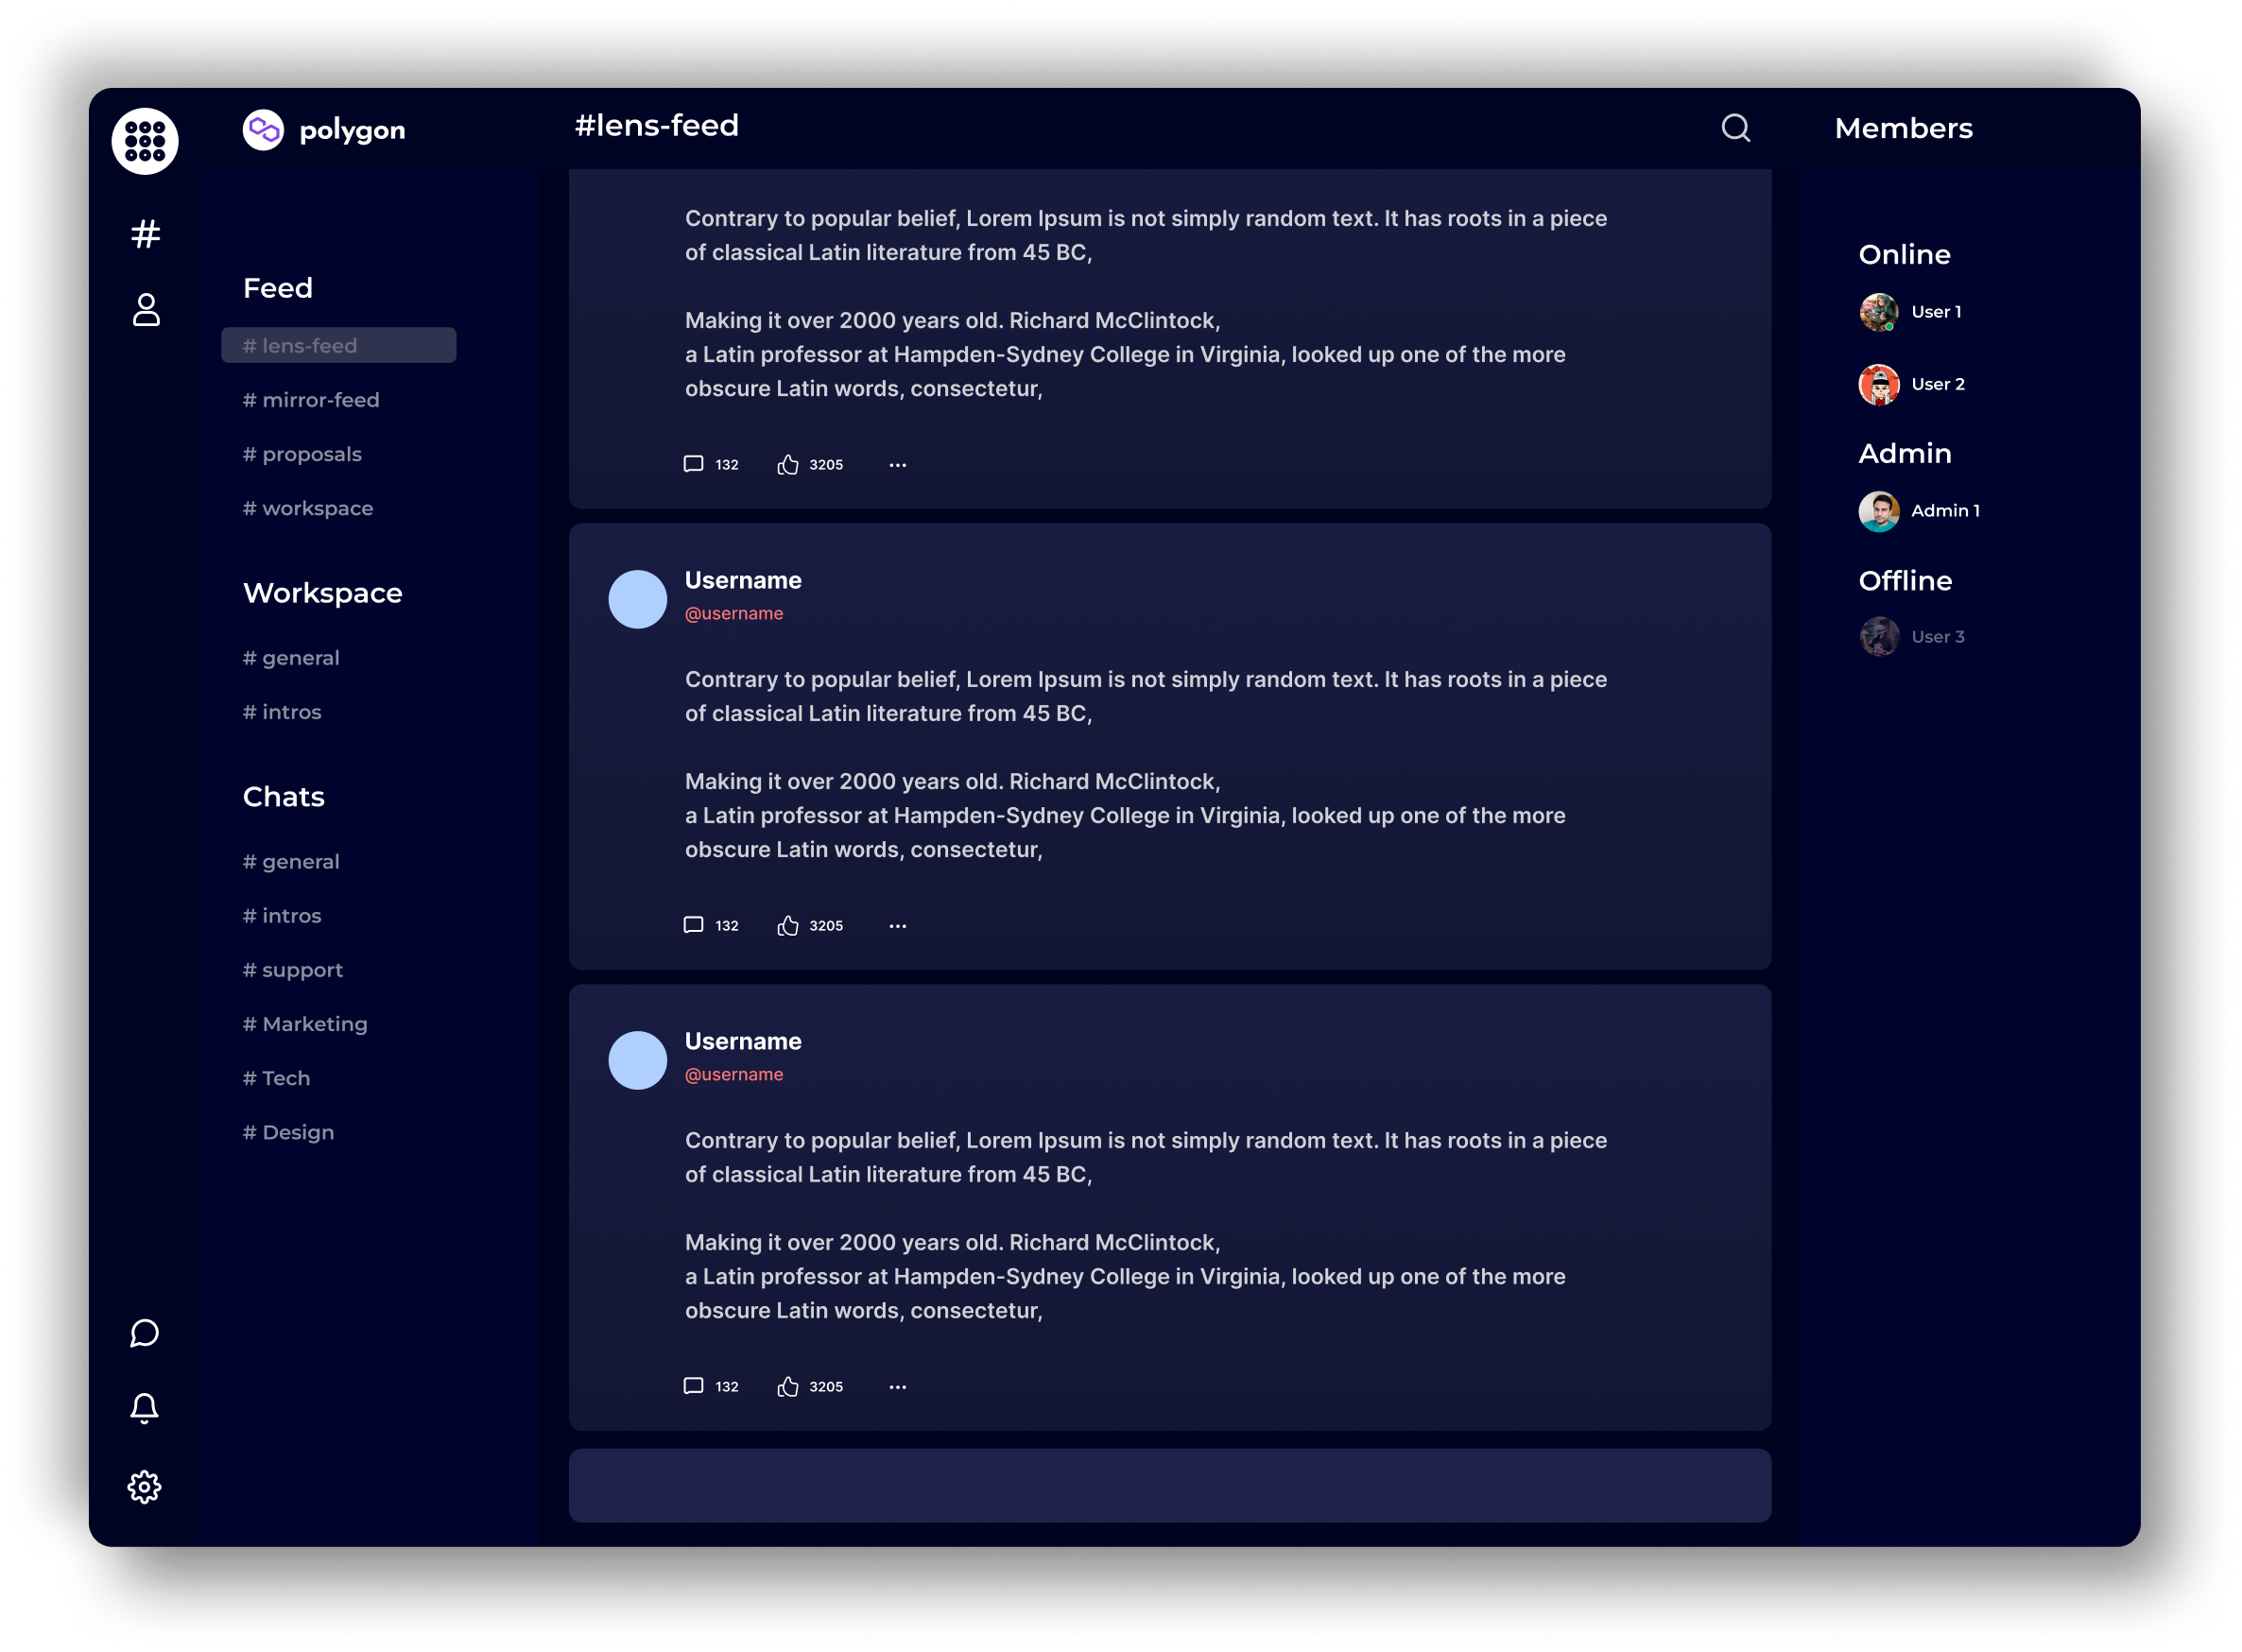 polygon
Feed
# lens-feed
# mirror-feed
# proposals
# workspace
Workspace
# general
# intros
Chats
# general
# intros
# support
# Marketing
# Tech
# Design
#lens-feed
Contrary to popular belief, Lorem Ipsum is not simply random text. It has roots in a piece
of classical Latin literature from 45 BC,
Making it over 2000 years old. Richard McClintock,
a Latin professor at Hampden-Sydney College in Virginia, looked up one of the more
obscure Latin words, consectetur,
132 3205 ...
Username
@username
Contrary to popular belief, Lorem Ipsum is not simply random text. It has roots in a piece
of classical Latin literature from 45 BC,
Making it over 2000 years old. Richard McClintock,
a Latin professor at Hampden-Sydney College in Virginia, looked up one of the more
obscure Latin words, consectetur,
132 3205 ...
Username
@username
Contrary to popular belief, Lorem Ipsum is not simply random text. It has roots in a piece
of classical Latin literature from 45 BC,
Making it over 2000 years old. Richard McClintock,
a Latin professor at Hampden-Sydney College in Virginia, looked up one of the more
obscure Latin words, consectetur,
132 3205 ...
Members
Online
User 1
User 2
Admin
Admin 1
Offline
User 3